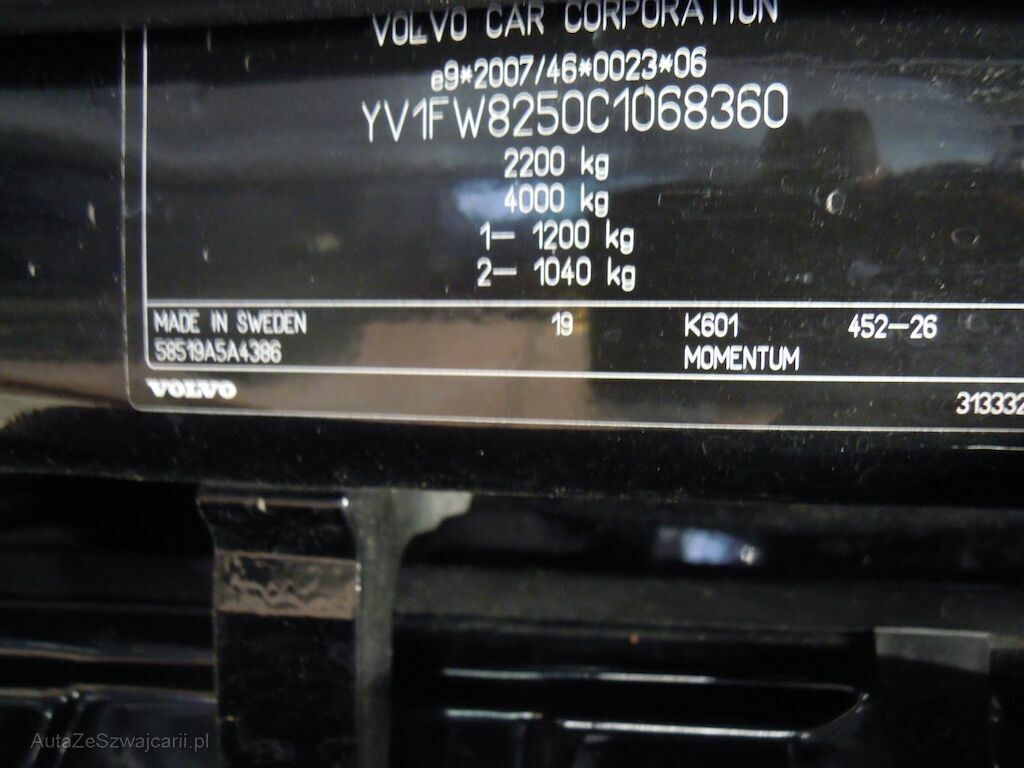 VOLVO CAR CORPORATION
e9*2007/46*0023*06
YV1FW8250C1068360
2200 kg
4000 kg
1- 1200 kg
2- 1040 kg
MADE IN SWEDEN 19 K601 452-26
58519A5A4386 MOMENTUM
VOLVO
313332
AutaZeSzwajcarii.pl